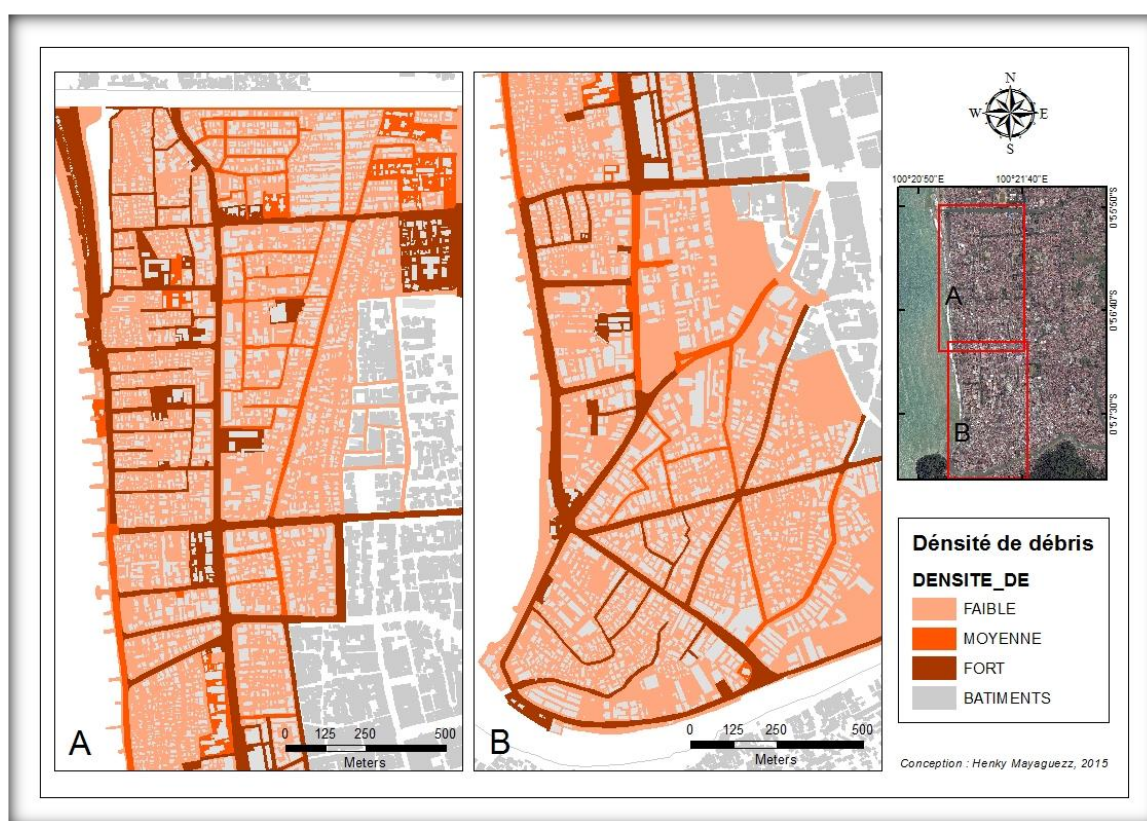 A
0 125 250 500
Meters
B
0 125 250 500
Meters
N
W E
S
100°20'50"E 100°21'40"E
0°55'50"S
0°56'40"S
0°57'30"S
A
B
Dénsité de débris
DENSITE_DE
FAIBLE
MOYENNE
FORT
BATIMENTS
Conception : Henky Mayaguezz, 2015